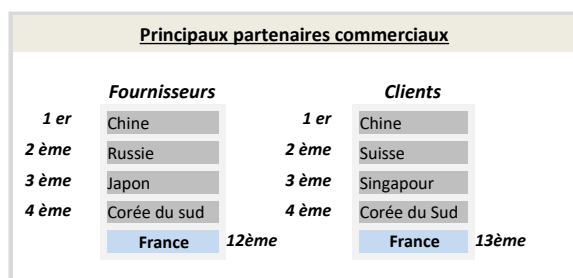 Principaux partenaires commerciaux
Fournisseurs Clients
1 er Chine 1 er Chine
2 ème Russie 2 ème Suisse
3 ème Japon 3 ème Singapour
4 ème Corée du sud 4 ème Corée du Sud
France 12ème France 13ème